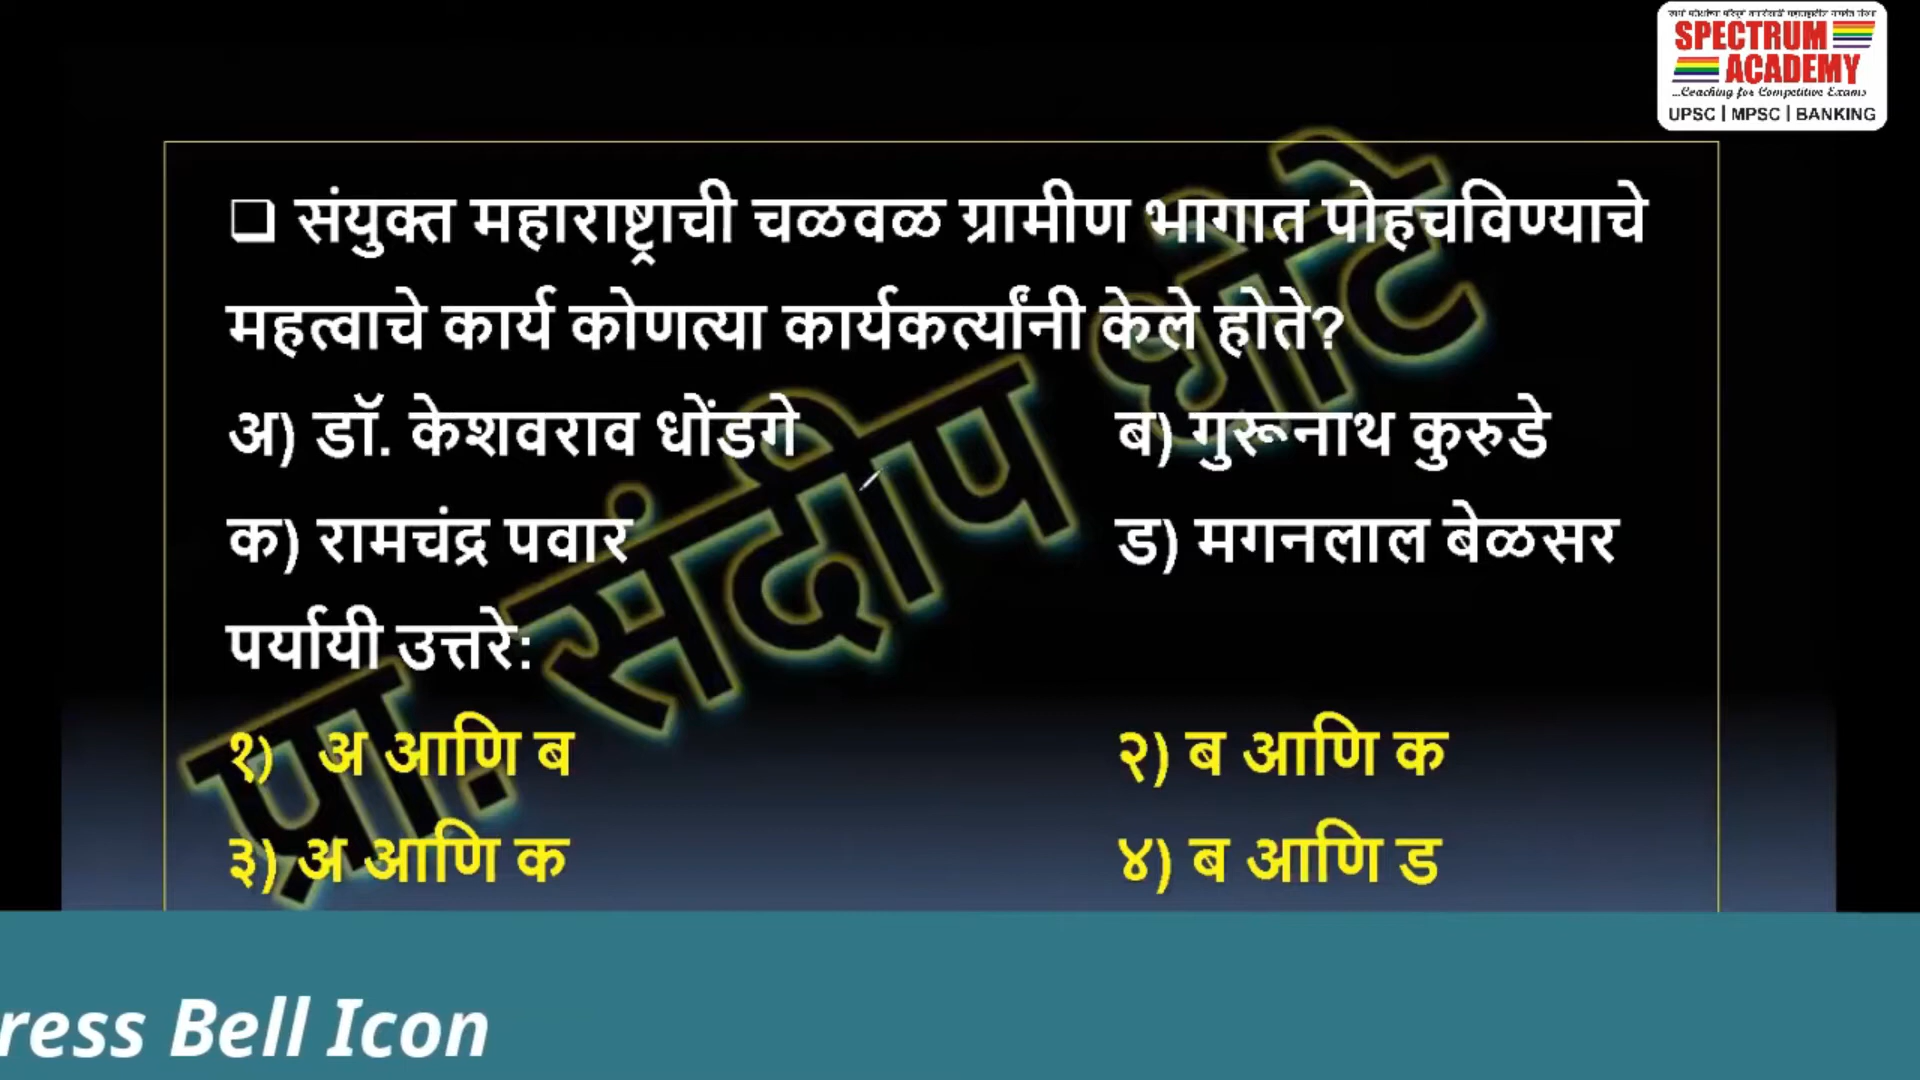 SPECTRUM
ACADEMY
...Coaching for Competitive Exams
UPSC | MPSC | BANKING
❑ संयुक्त महाराष्ट्राची चळवळ ग्रामीण भागात पोहचविण्याचे
महत्वाचे कार्य कोणत्या कार्यकर्त्यांनी केले होते?
अ) डॉ. केशवराव धोंडगे ब) गुरूनाथ कुरुडे
क) रामचंद्र पवार ड) मगनलाल बेळसर
पर्यायी उत्तरे:
१) अ आणि ब २) ब आणि क
३) अ आणि क ४) ब आणि ड
प्रा. संदीप धोटे
ress Bell Icon